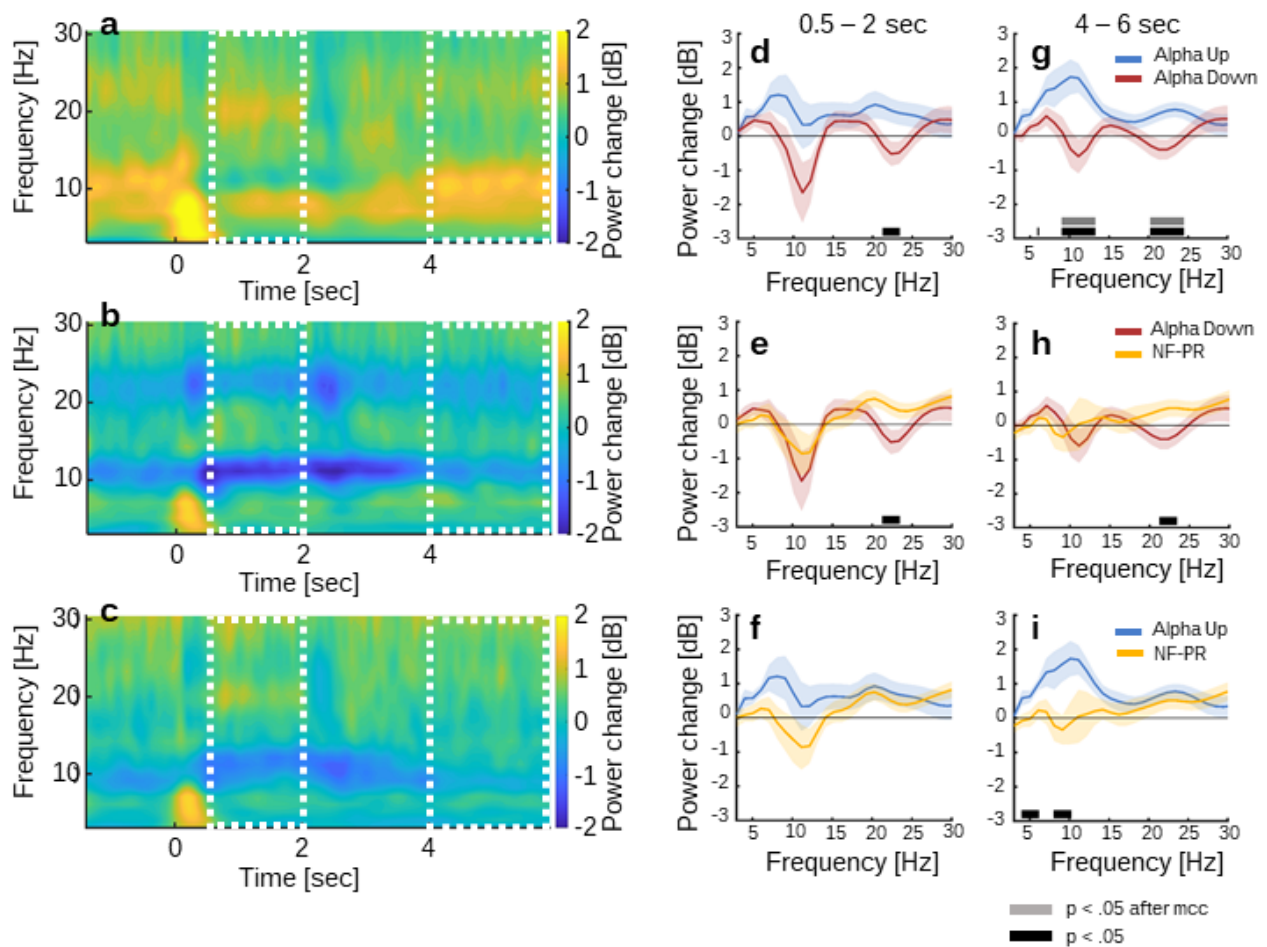 a
30
20
10
Frequency [Hz]
0
2
4
Time [sec]
2
1
0
-1
-2
Power change [dB]
b
30
20
10
Frequency [Hz]
0
2
4
Time [sec]
2
1
0
-1
-2
Power change [dB]
c
30
20
10
Frequency [Hz]
0
2
4
Time [sec]
2
1
0
-1
-2
Power change [dB]
0.5 – 2 sec
4 – 6 sec
d
3
2
1
0
-1
-2
-3
Power change [dB]
5 10 15 20 25 30
Frequency [Hz]
g
Alpha Up
Alpha Down
3
2
1
0
-1
-2
-3
5 10 15 20 25 30
Frequency [Hz]
e
3
2
1
0
-1
-2
-3
Power change [dB]
5 10 15 20 25 30
Frequency [Hz]
h
Alpha Down
NF-PR
3
2
1
0
-1
-2
-3
5 10 15 20 25 30
Frequency [Hz]
f
3
2
1
0
-1
-2
-3
Power change [dB]
5 10 15 20 25 30
Frequency [Hz]
i
Alpha Up
NF-PR
3
2
1
0
-1
-2
-3
5 10 15 20 25 30
Frequency [Hz]
p < .05 after mcc
p < .05